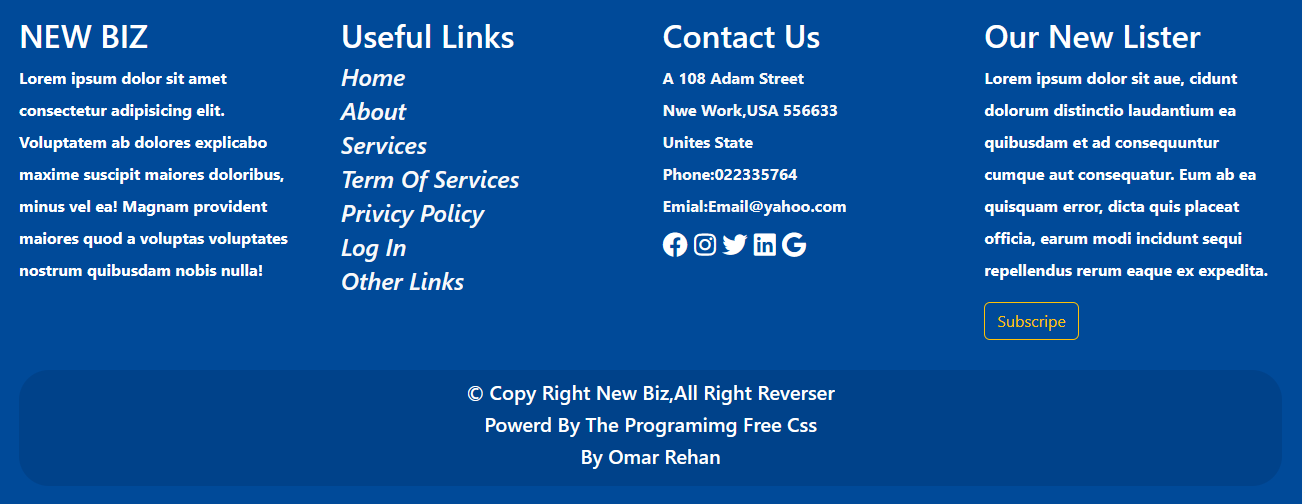 NEW BIZ
Lorem ipsum dolor sit amet
consectetur adipisicing elit.
Voluptatem ab dolores explicabo
maxime suscipit maiores doloribus,
minus vel ea! Magnam provident
maiores quod a voluptas voluptates
nostrum quibusdam nobis nulla!
Useful Links
Home
About
Services
Term Of Services
Privicy Policy
Log In
Other Links
Contact Us
A 108 Adam Street
Nwe Work,USA 556633
Unites State
Phone:022335764
Emial:Email@yahoo.com
Our New Lister
Lorem ipsum dolor sit aue, cidunt
dolorum distinctio laudantium ea
quibusdam et ad consequuntur
cumque aut consequatur. Eum ab ea
quisquam error, dicta quis placeat
officia, earum modi incidunt sequi
repellendus rerum eaque ex expedita.
Subscripe
© Copy Right New Biz,All Right Reverser
Powerd By The Programimg Free Css
By Omar Rehan